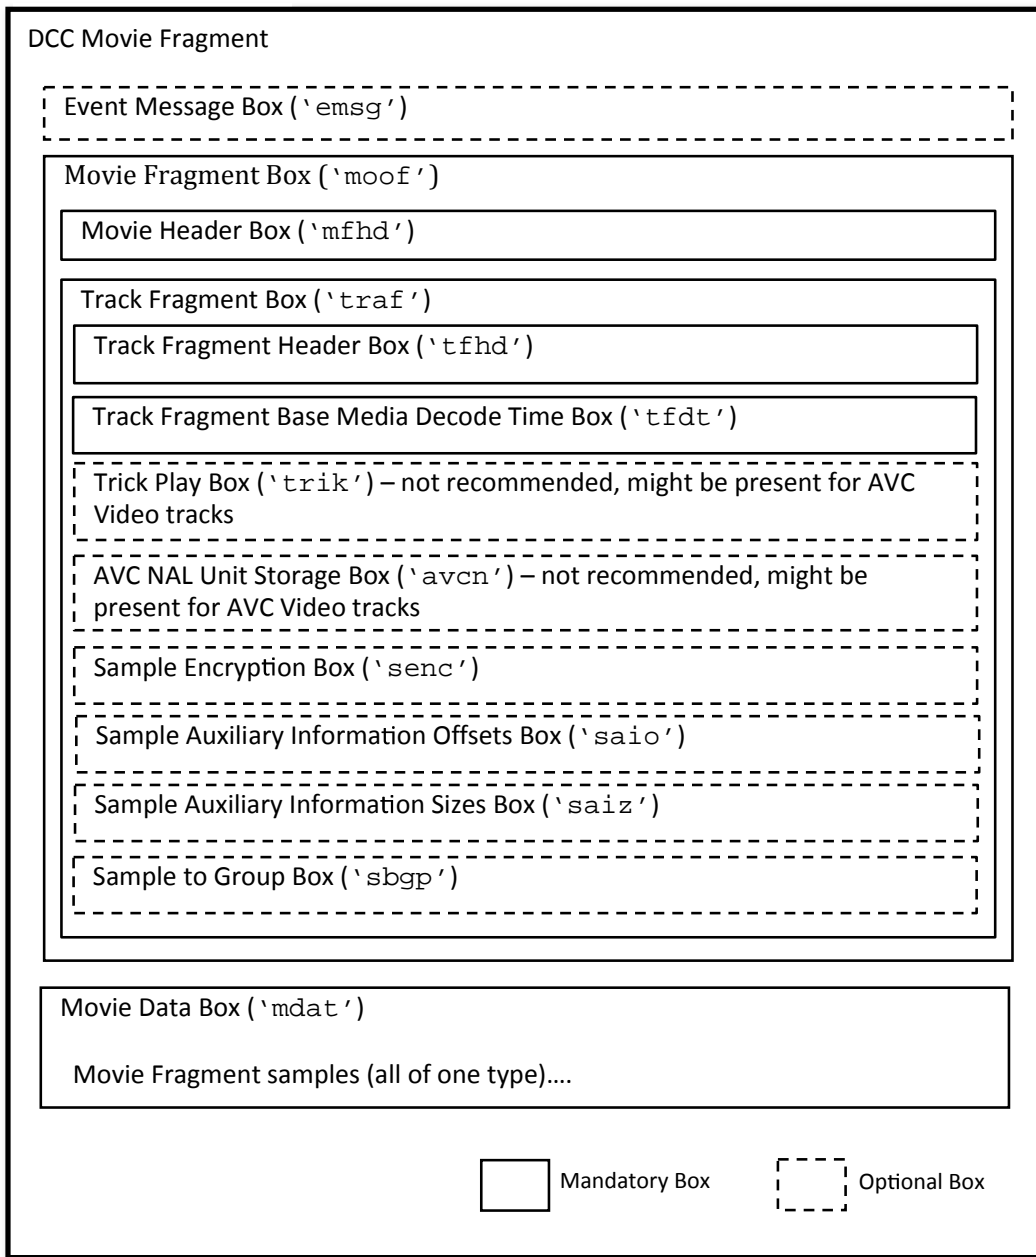 DCC Movie Fragment
Event Message Box (‘emsg’)
Movie Fragment Box (‘moof’)
Movie Header Box (‘mfhd’)
Track Fragment Box (‘traf’)
Track Fragment Header Box (‘tfhd’)
Track Fragment Base Media Decode Time Box (‘tfdt’)
Trick Play Box (‘trik’) – not recommended, might be present for AVC
Video tracks
AVC NAL Unit Storage Box (‘avcn’) – not recommended, might be
present for AVC Video tracks
Sample Encryption Box (‘senc’)
Sample Auxiliary Information Offsets Box (‘saio’)
Sample Auxiliary Information Sizes Box (‘saiz’)
Sample to Group Box (‘sbgp’)
Movie Data Box (‘mdat’)
Movie Fragment samples (all of one type)....
Mandatory Box
Optional Box